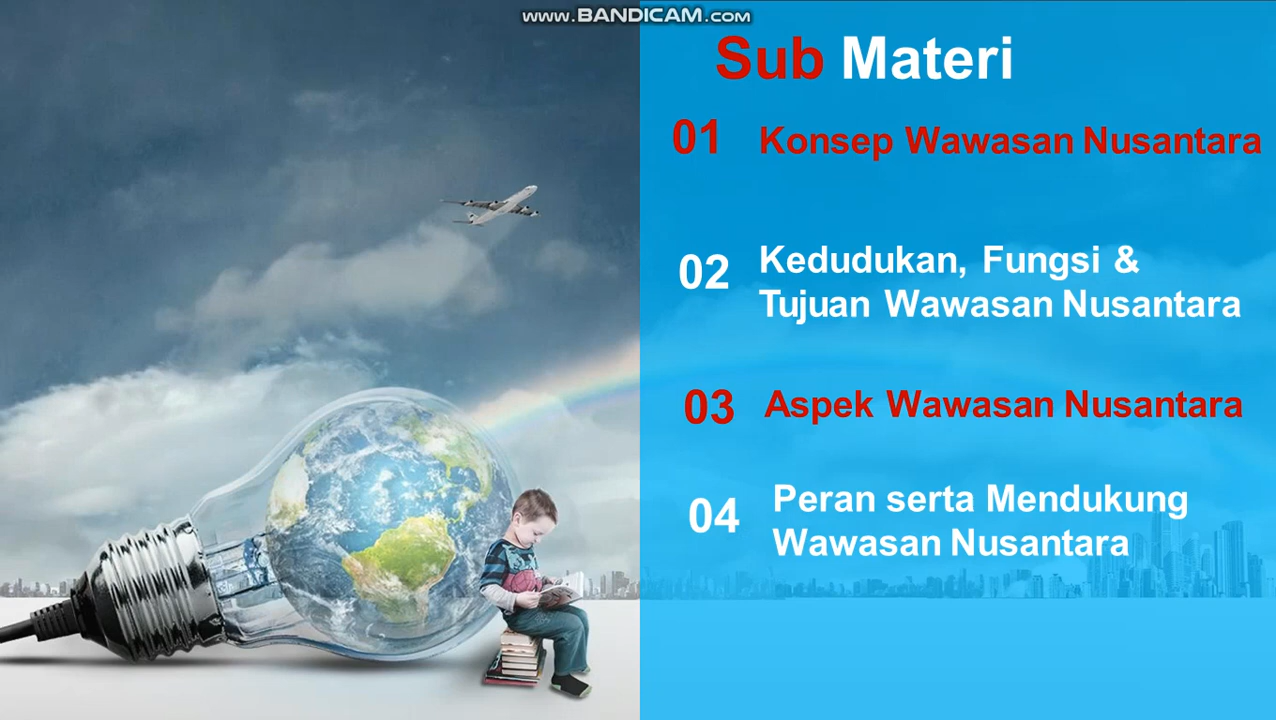 www.BANDICAM.com
Sub Materi
01 Konsep Wawasan Nusantara
02 Kedudukan, Fungsi &
Tujuan Wawasan Nusantara
03 Aspek Wawasan Nusantara
04 Peran serta Mendukung
Wawasan Nusantara